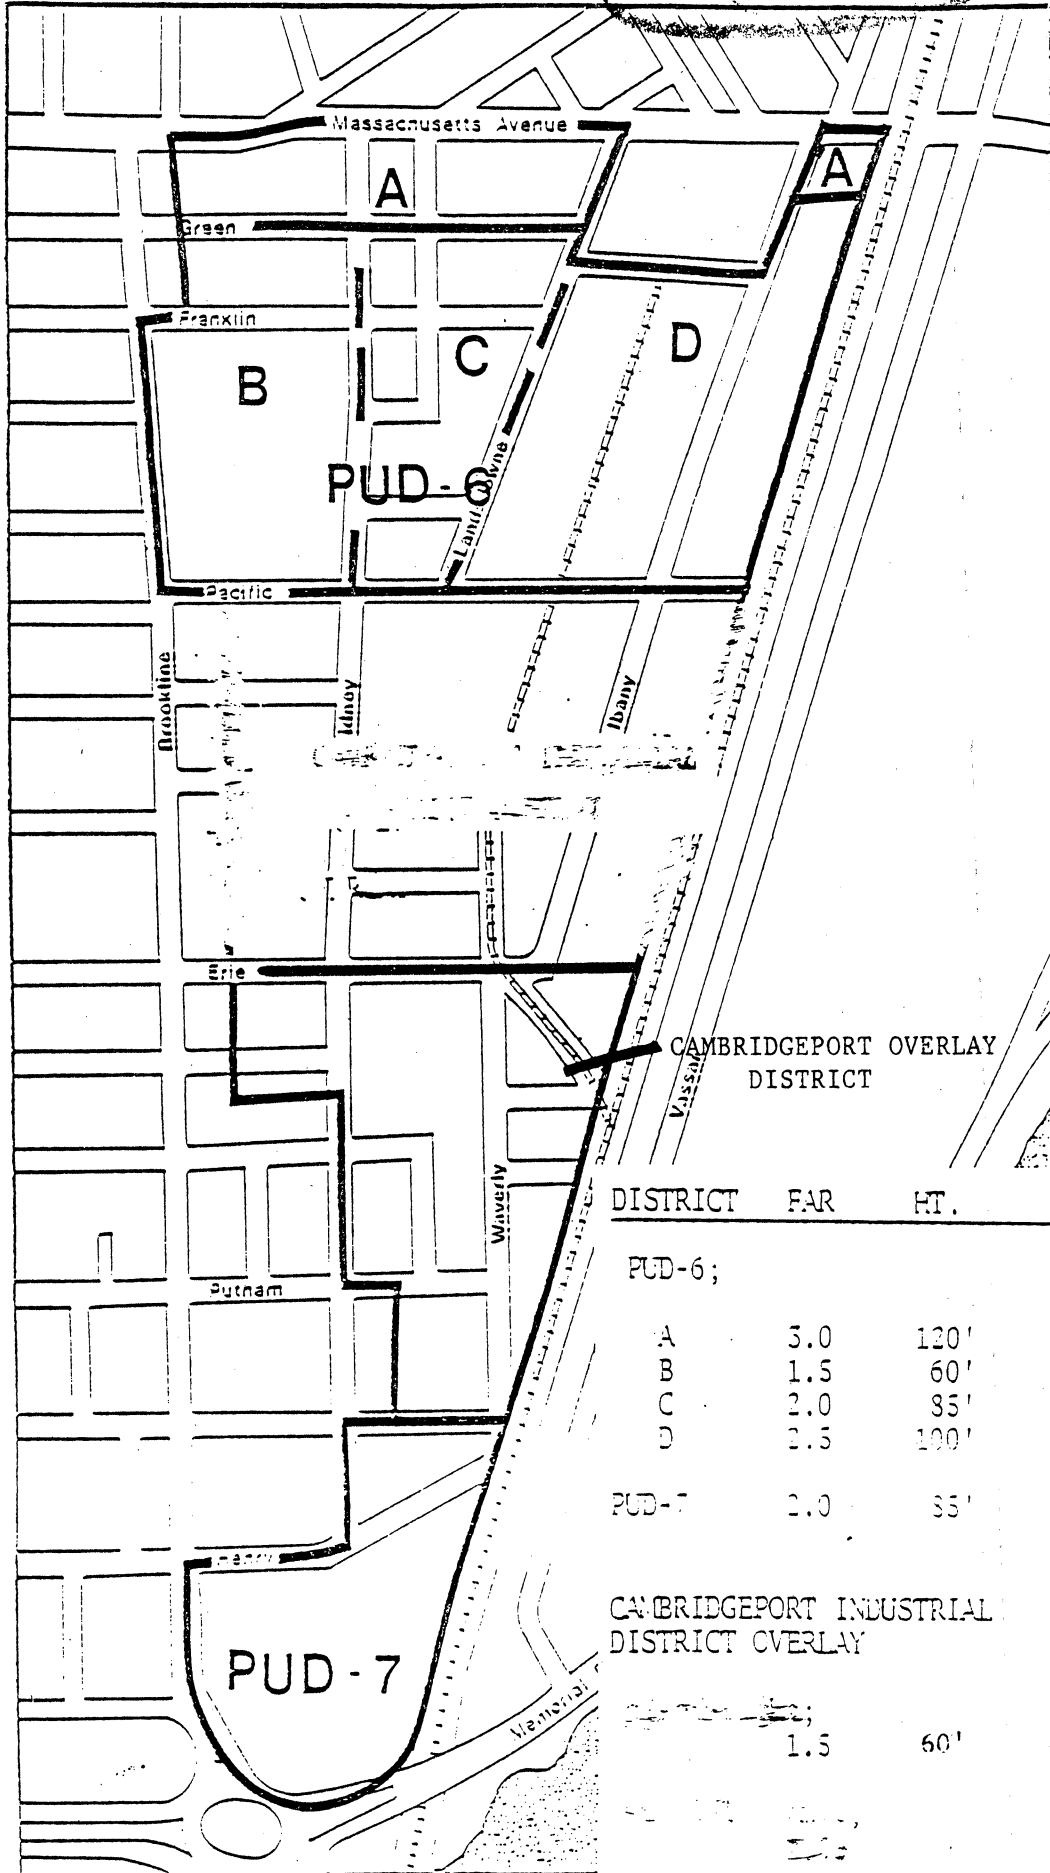 Massachusetts Avenue
A
A
Green
Franklin
B
C
D
PUD-6
Lansdowne
Pacific
Brookline
idney
lbany
Erie
CAMBRIDGEPORT OVERLAY
DISTRICT
Vassar
Waverly
Putnam
DISTRICT FAR HT.
PUD-6;
A 3.0 120'
B 1.5 60'
C 2.0 85'
D 2.5 100'
PUD-7 2.0 85'
Henry
CAMBRIDGEPORT INDUSTRIAL
DISTRICT OVERLAY
PUD-7
Memorial
1.5 60'